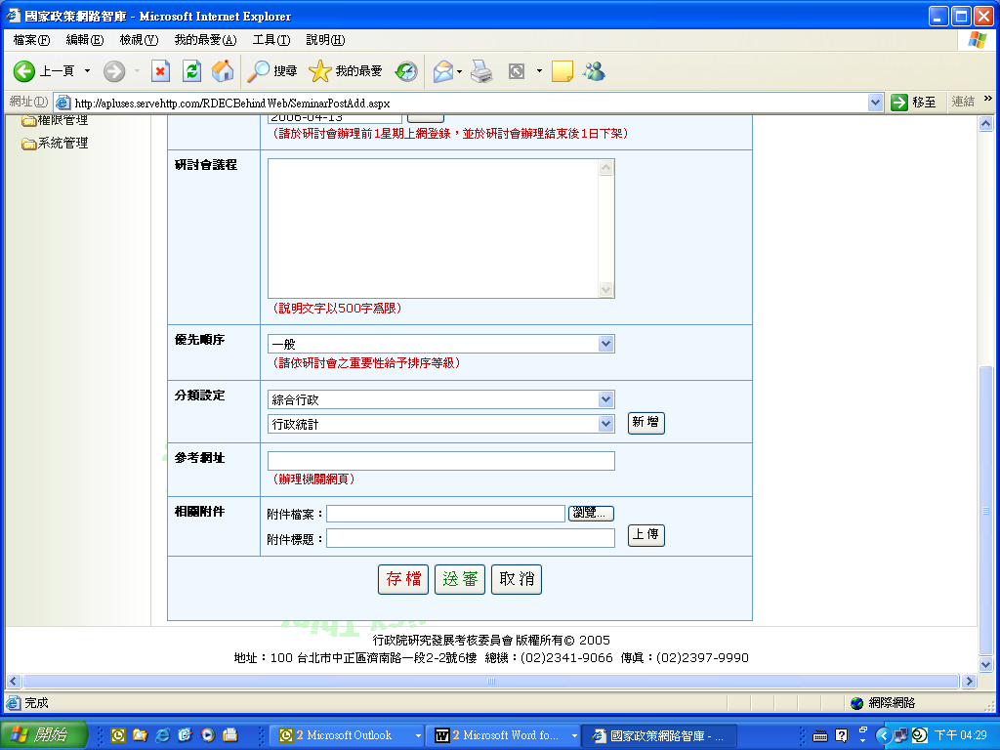 國家政策網路智庫 - Microsoft Internet Explorer
檔案(F) 編輯(E) 檢視(V) 我的最愛(A) 工具(T) 說明(H)
上一頁 搜尋 我的最愛
網址(D) http://apluses.servehttp.com/RDECBehindWeb/SeminarPostAdd.aspx 移至 連結 »
權限管理
系統管理
2006-04-13
(請於研討會辦理前1星期上網登錄，並於研討會辦理結束後1日下架)
研討會議程
(說明文字以500字為限)
優先順序
一般
(請依研討會之重要性給予排序等級)
分類設定
綜合行政
行政統計 新增
參考網址
(辦理機關網頁)
相關附件
附件檔案： 瀏覽...
附件標題： 上傳
存檔 送審 取消
行政院研究發展考核委員會 版權所有© 2005
地址：100 台北市中正區濟南路一段2-2號6樓 總機：(02)2341-9066 傳真：(02)2397-9990
完成 網際網路
開始 2 Microsoft Outlook 2 Microsoft Word fo... 國家政策網路智庫 - ... 下午 04:29